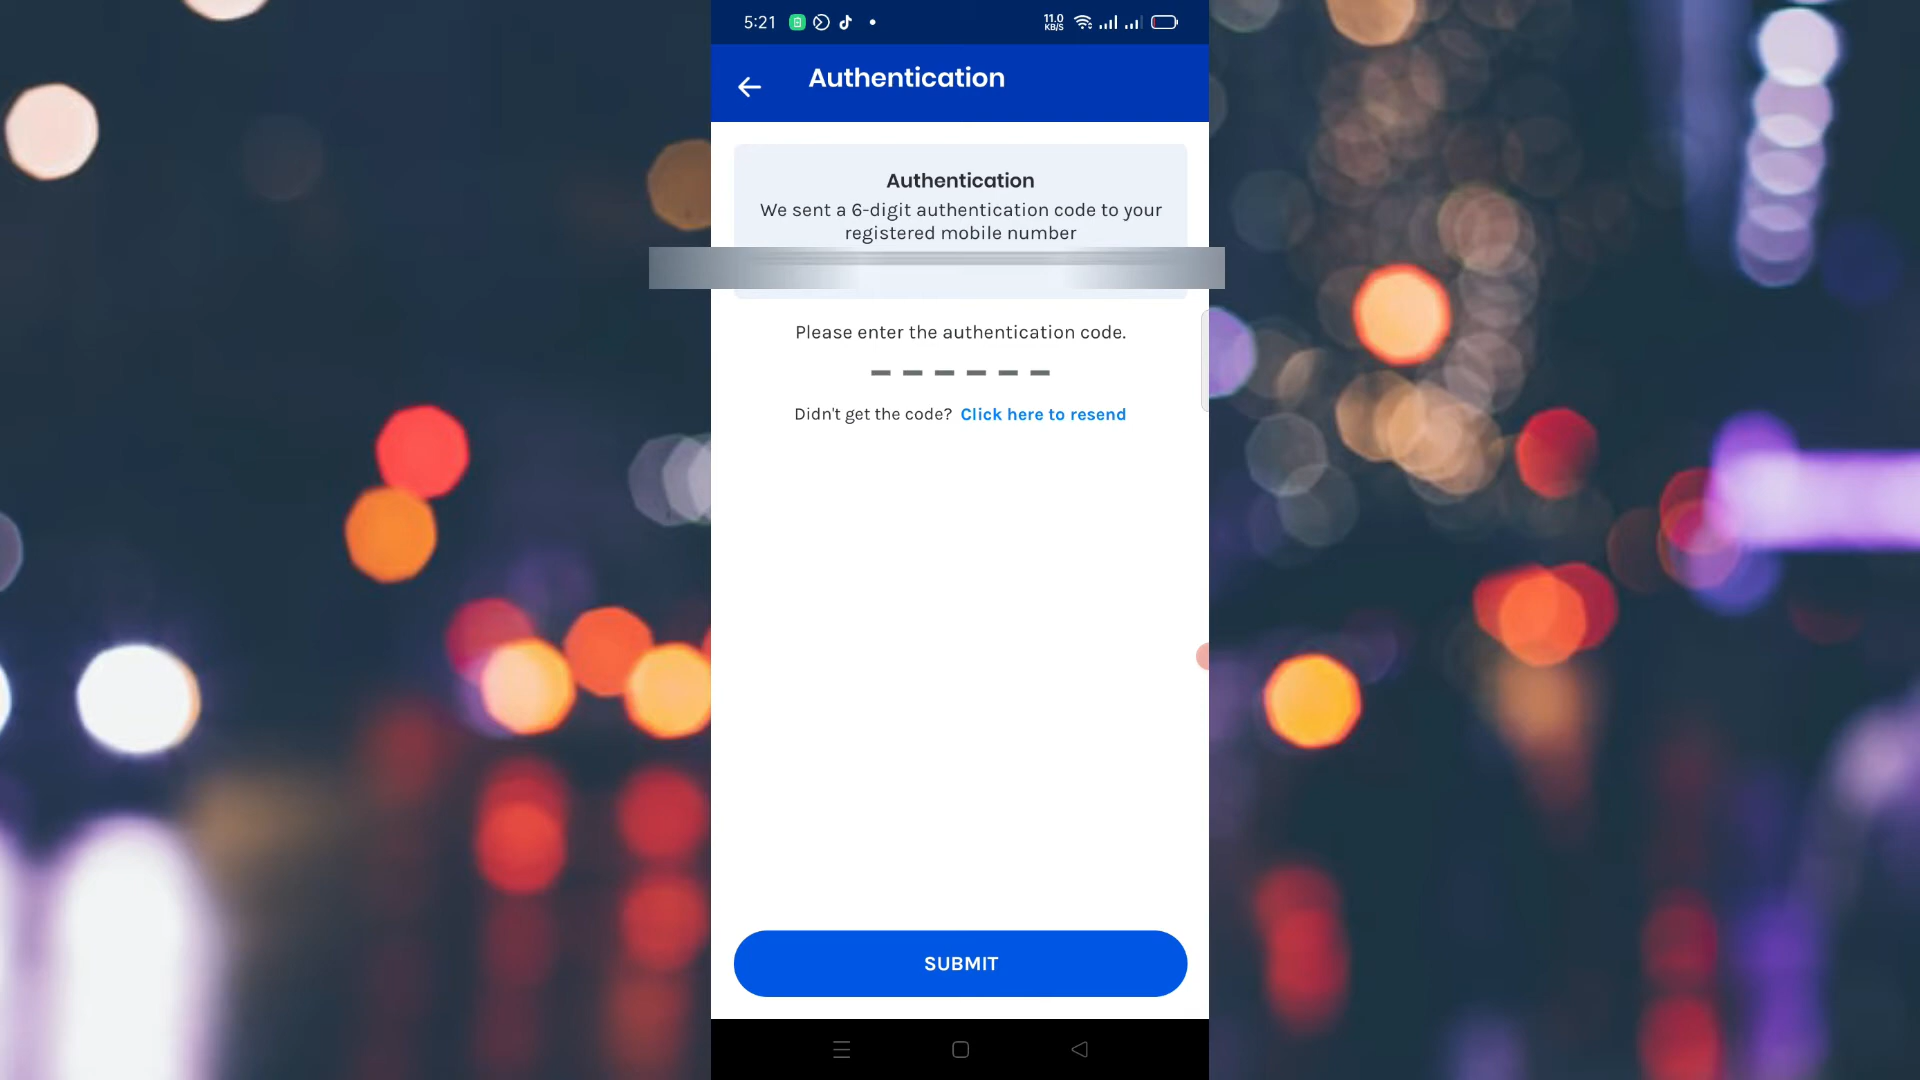 5:21
11.0
KB/S
Authentication
Authentication
We sent a 6-digit authentication code to your
registered mobile number
Please enter the authentication code.
Didn't get the code? Click here to resend
SUBMIT